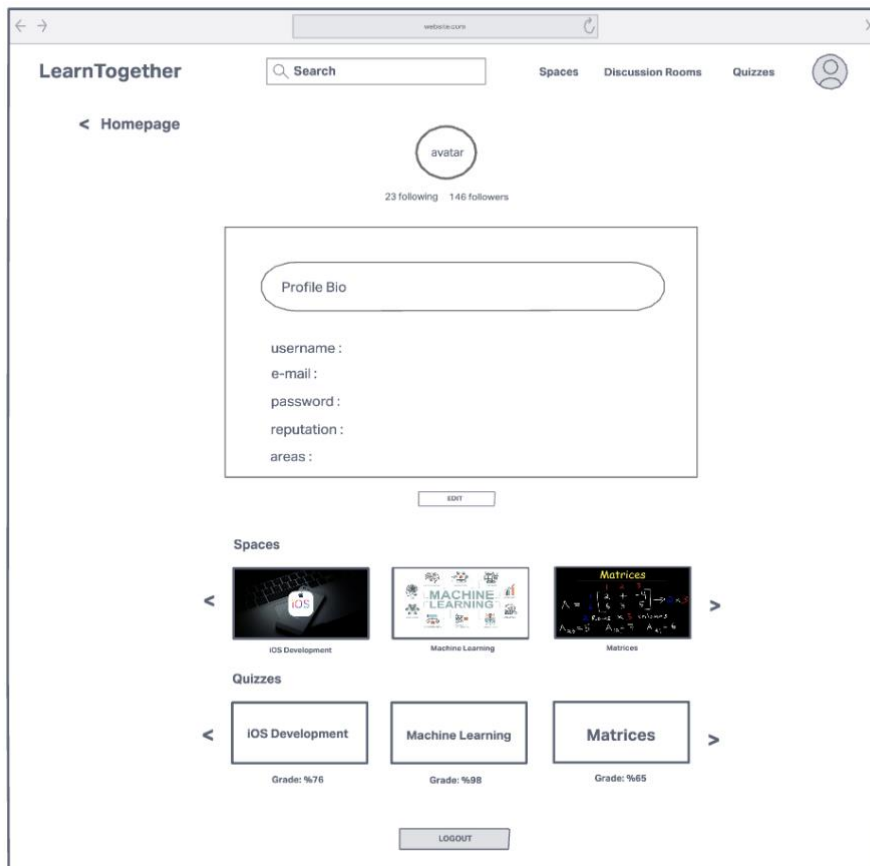 website.com
LearnTogether
Search
Spaces Discussion Rooms Quizzes
< Homepage
avatar
23 following 146 followers
Profile Bio
username :
e-mail :
password :
reputation :
areas :
EDIT
Spaces
iOS
MACHINE
LEARNING
Matrices
< >
iOS Development Machine Learning Matrices
Quizzes
< iOS Development Machine Learning Matrices >
Grade: %76 Grade: %98 Grade: %65
LOGOUT